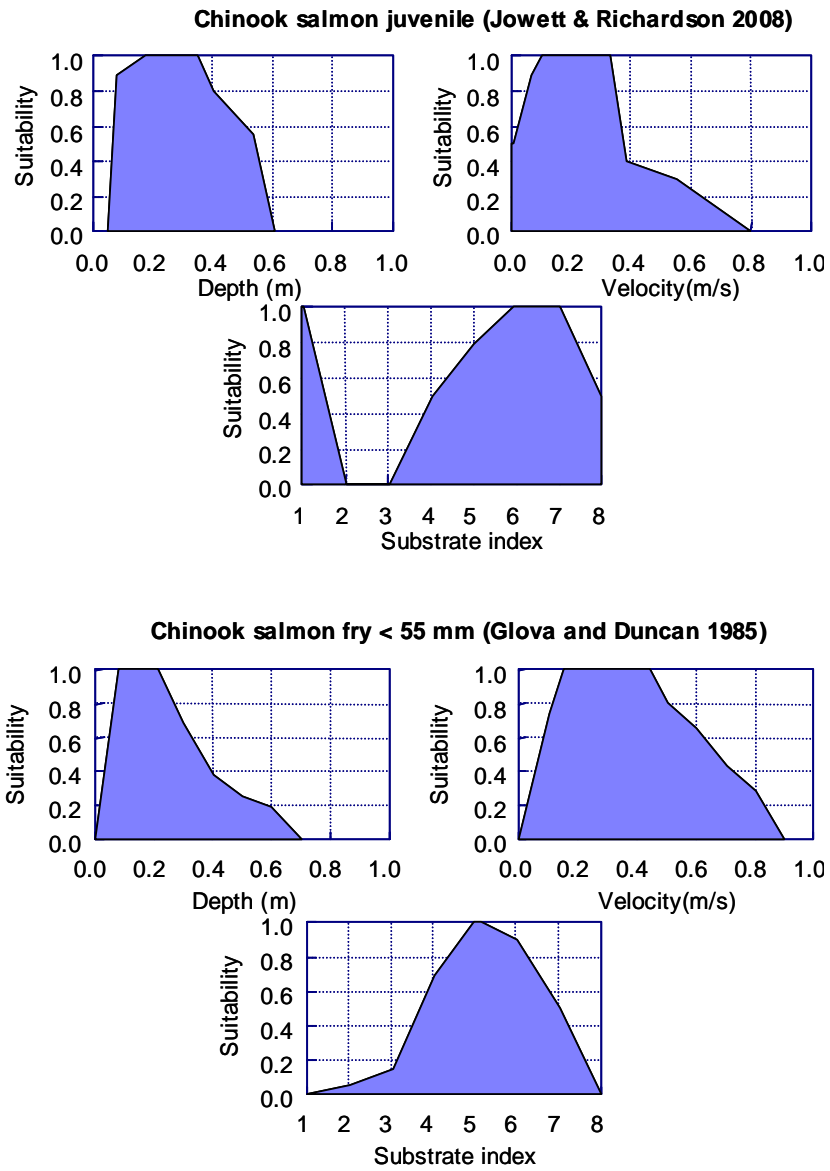 Chinook salmon juvenile (Jowett & Richardson 2008)
Suitability
1.0
0.8
0.6
0.4
0.2
0.0
0.0 0.2 0.4 0.6 0.8 1.0
Depth (m)
Suitability
1.0
0.8
0.6
0.4
0.2
0.0
0.0 0.2 0.4 0.6 0.8 1.0
Velocity(m/s)
Suitability
1.0
0.8
0.6
0.4
0.2
0.0
1 2 3 4 5 6 7 8
Substrate index
Chinook salmon fry < 55 mm (Glova and Duncan 1985)
Suitability
1.0
0.8
0.6
0.4
0.2
0.0
0.0 0.2 0.4 0.6 0.8 1.0
Depth (m)
Suitability
1.0
0.8
0.6
0.4
0.2
0.0
0.0 0.2 0.4 0.6 0.8 1.0
Velocity(m/s)
Suitability
1.0
0.8
0.6
0.4
0.2
0.0
1 2 3 4 5 6 7 8
Substrate index